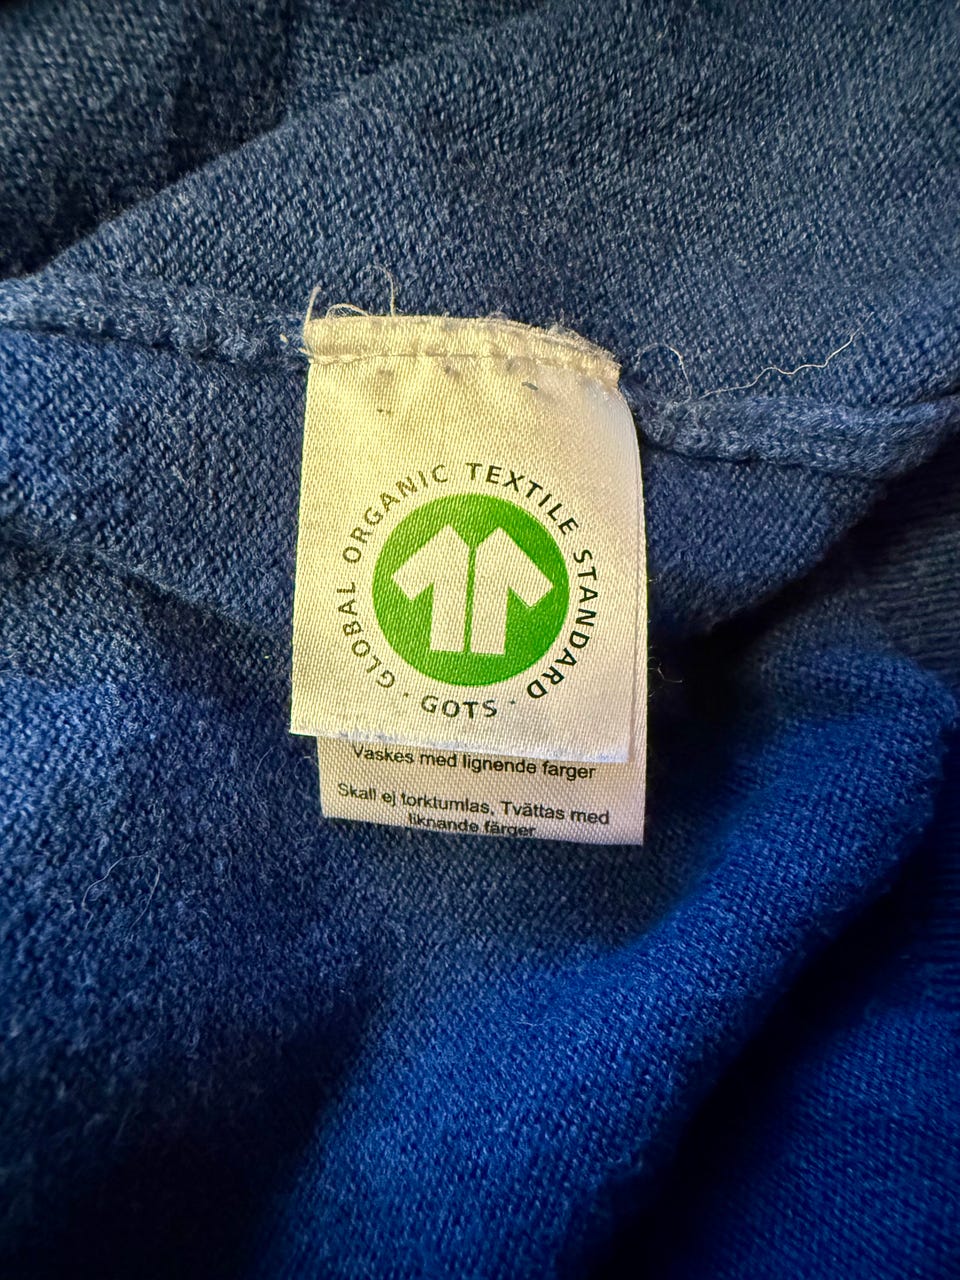 GLOBAL ORGANIC TEXTILE STANDARD · GOTS ·
Vaskes med lignende farger
Skall ej torktumlas, Tvättas med
liknande färger